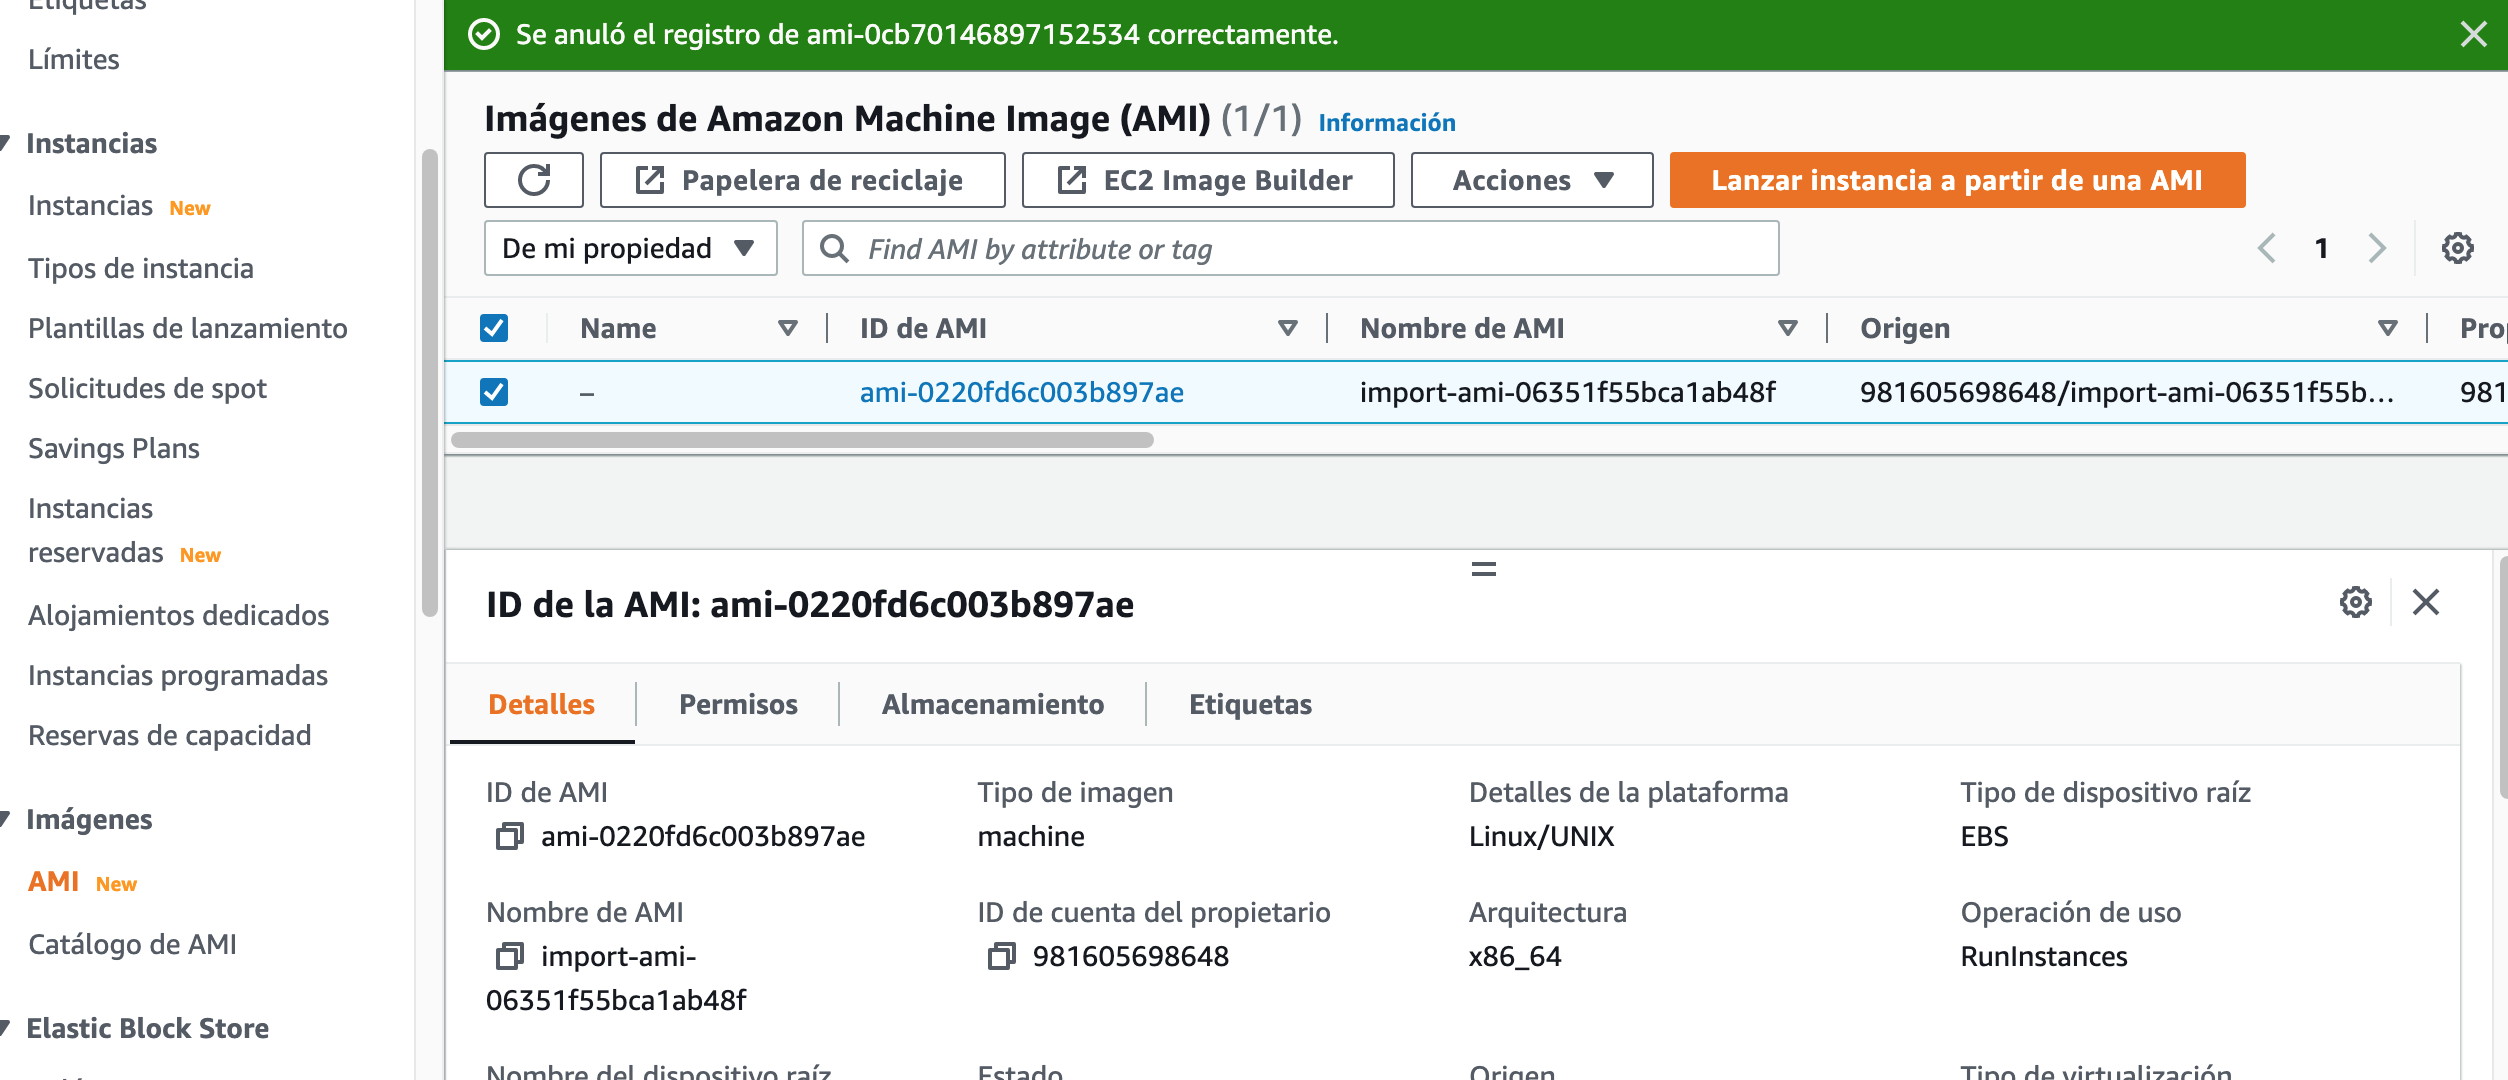 Etiquetas
Límites
Instancias
Instancias New
Tipos de instancia
Plantillas de lanzamiento
Solicitudes de spot
Savings Plans
Instancias
reservadas New
Alojamientos dedicados
Instancias programadas
Reservas de capacidad
Imágenes
AMI New
Catálogo de AMI
Elastic Block Store
Se anuló el registro de ami-0cb70146897152534 correctamente.
Imágenes de Amazon Machine Image (AMI) (1/1) Información
Papelera de reciclaje
EC2 Image Builder
Acciones
Lanzar instancia a partir de una AMI
De mi propiedad
Find AMI by attribute or tag
1
Name ID de AMI Nombre de AMI Origen
– ami-0220fd6c003b897ae import-ami-06351f55bca1ab48f 981605698648/import-ami-06351f55b... 981
ID de la AMI: ami-0220fd6c003b897ae
Detalles Permisos Almacenamiento Etiquetas
ID de AMI
ami-0220fd6c003b897ae
Tipo de imagen
machine
Detalles de la plataforma
Linux/UNIX
Tipo de dispositivo raíz
EBS
Nombre de AMI
import-ami-
06351f55bca1ab48f
ID de cuenta del propietario
981605698648
Arquitectura
x86_64
Operación de uso
RunInstances
Nombre del dispositivo raíz
Estado
Origen
Tipo de virtualización